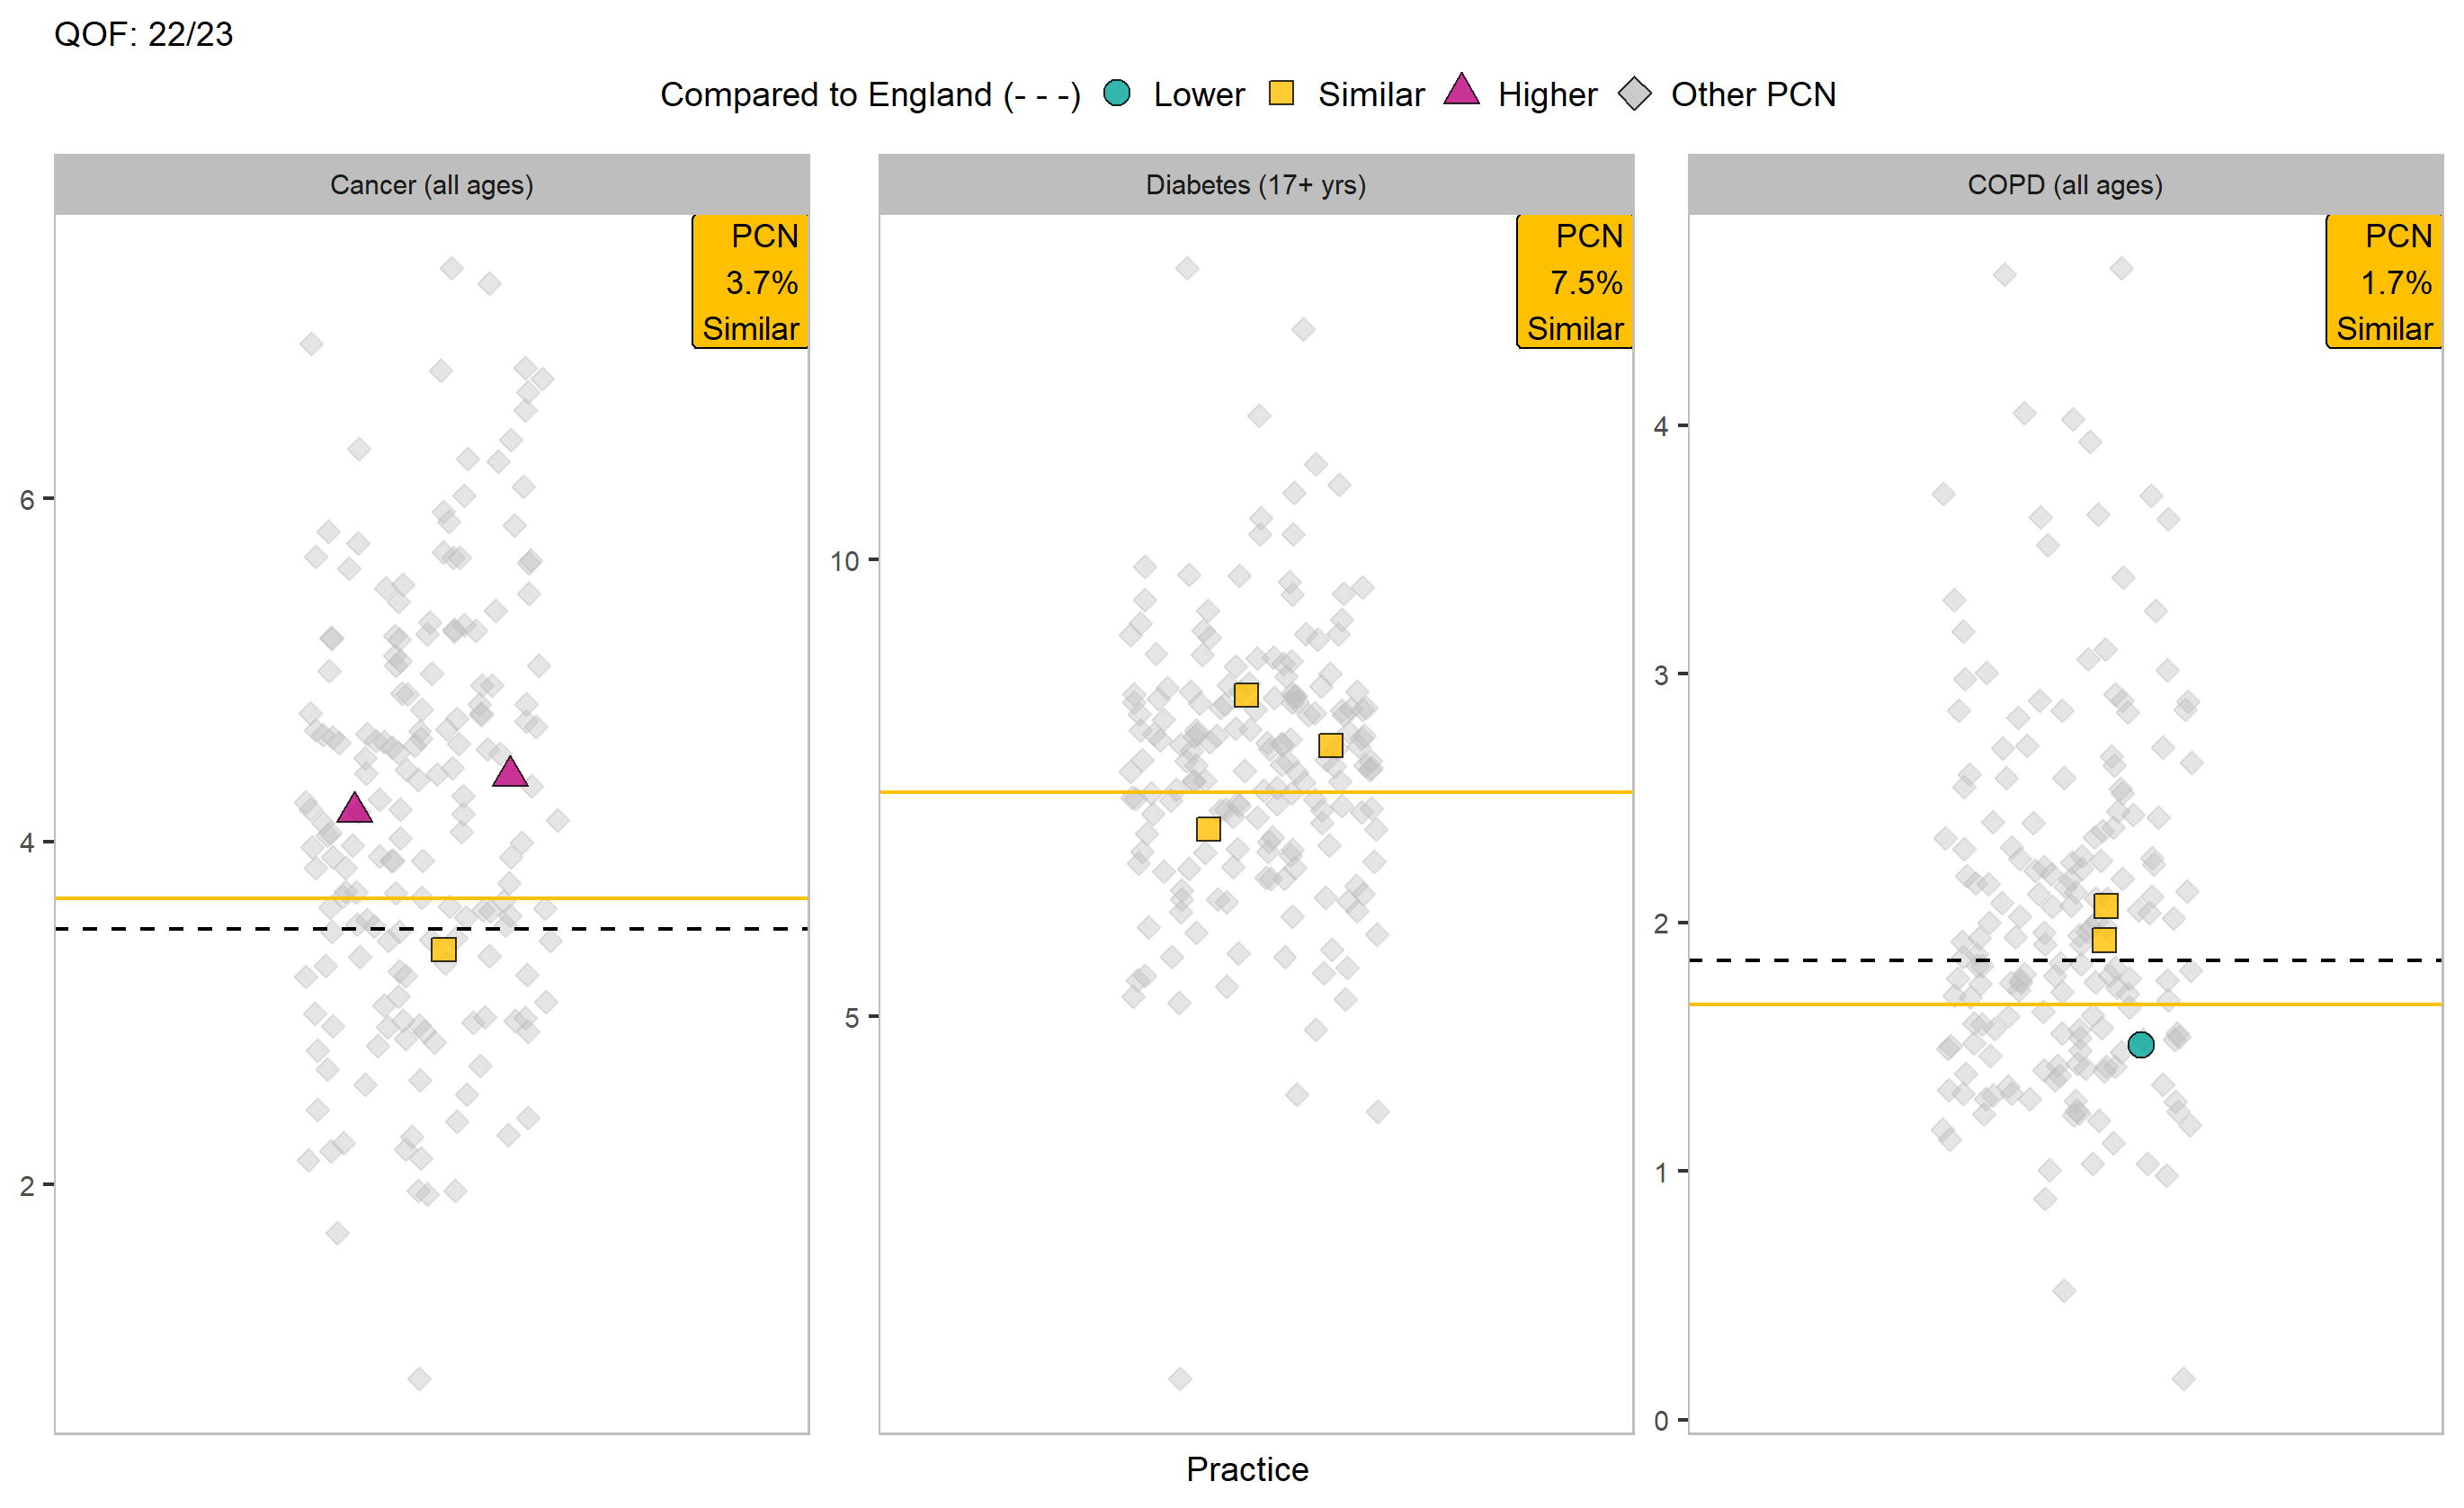 QOF: 22/23
Compared to England (- - -) Lower Similar Higher Other PCN
Cancer (all ages)
PCN
3.7%
Similar
6
4
2
Diabetes (17+ yrs)
PCN
7.5%
Similar
10
5
COPD (all ages)
PCN
1.7%
Similar
4
3
2
1
0
Practice